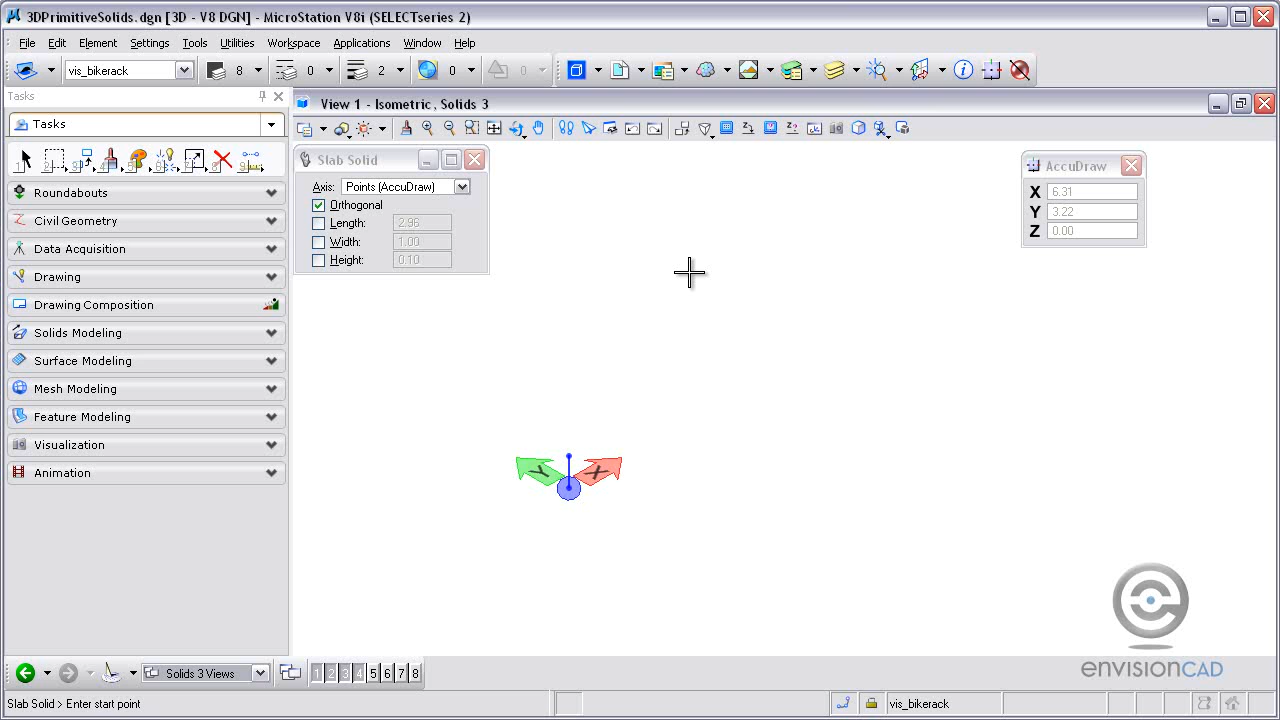 3DPrimitiveSolids.dgn [3D - V8 DGN] - MicroStation V8i (SELECTseries 2)
File Edit Element Settings Tools Utilities Workspace Applications Window Help
vis_bikerack 8 0 2 0 0
Tasks
View 1 - Isometric, Solids 3
Tasks
Slab Solid
Axis: Points (AccuDraw)
Orthogonal
Length: 2.96
Width: 1.00
Height: 0.10
AccuDraw
X 6.31
Y 3.22
Z 0.00
Roundabouts
Civil Geometry
Data Acquisition
Drawing
Drawing Composition
Solids Modeling
Surface Modeling
Mesh Modeling
Feature Modeling
Visualization
Animation
Y X
envisionCAD
Solids 3 Views 1 2 3 4 5 6 7 8
Slab Solid > Enter start point
vis_bikerack